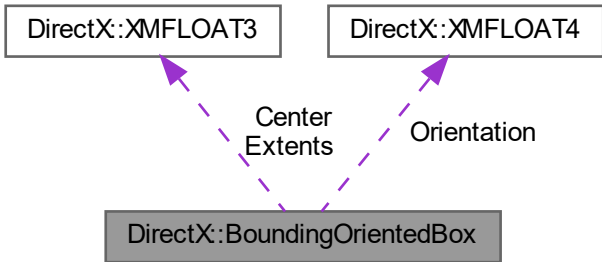 DirectX::XMFLOAT3
DirectX::XMFLOAT4
Center
Extents
Orientation
DirectX::BoundingOrientedBox